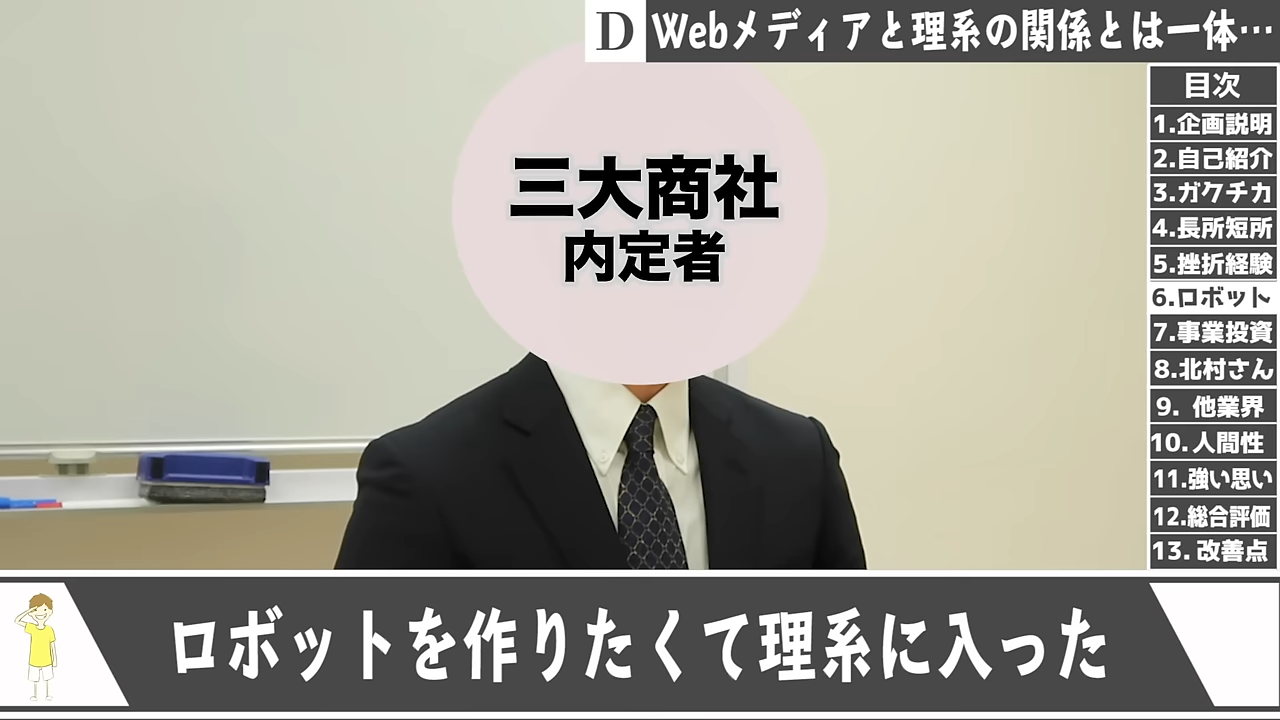 D Webメディアと理系の関係とは一体…
目次
1.企画説明
2.自己紹介
3.ガクチカ
4.長所短所
5.挫折経験
6.ロボット
7.事業投資
8.北村さん
9. 他業界
10.人間性
11.強い思い
12.総合評価
13.改善点
三大商社
内定者
ロボットを作りたくて理系に入った